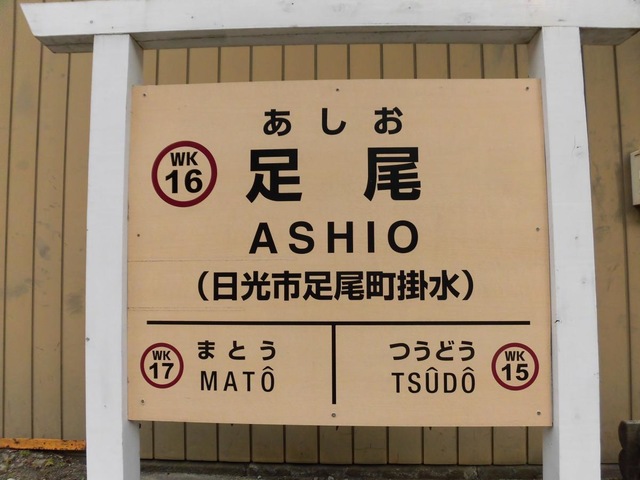 あしお
WK
16
足尾
ASHIO
(日光市足尾町掛水)
WK
17
まとう
MATÔ
つうどう
TSÛDÔ
WK
15